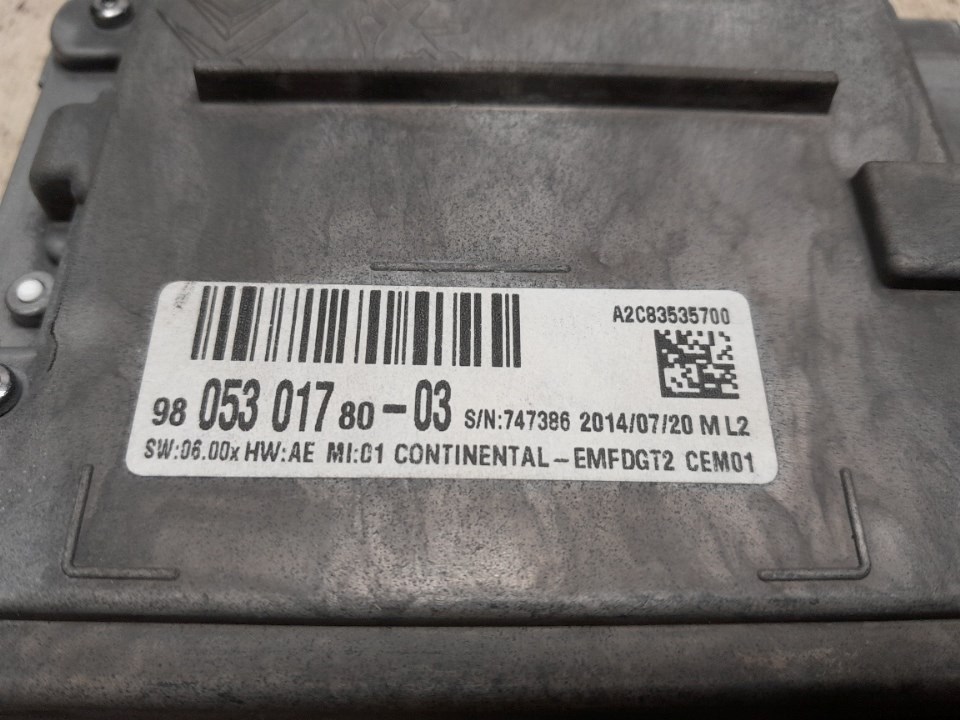 A2C83535700
98 053 017 80-03 S/N:747386 2014/07/20 M L2
SW:06.00x HW:AE MI:01 CONTINENTAL-EMFDGT2 CEM01